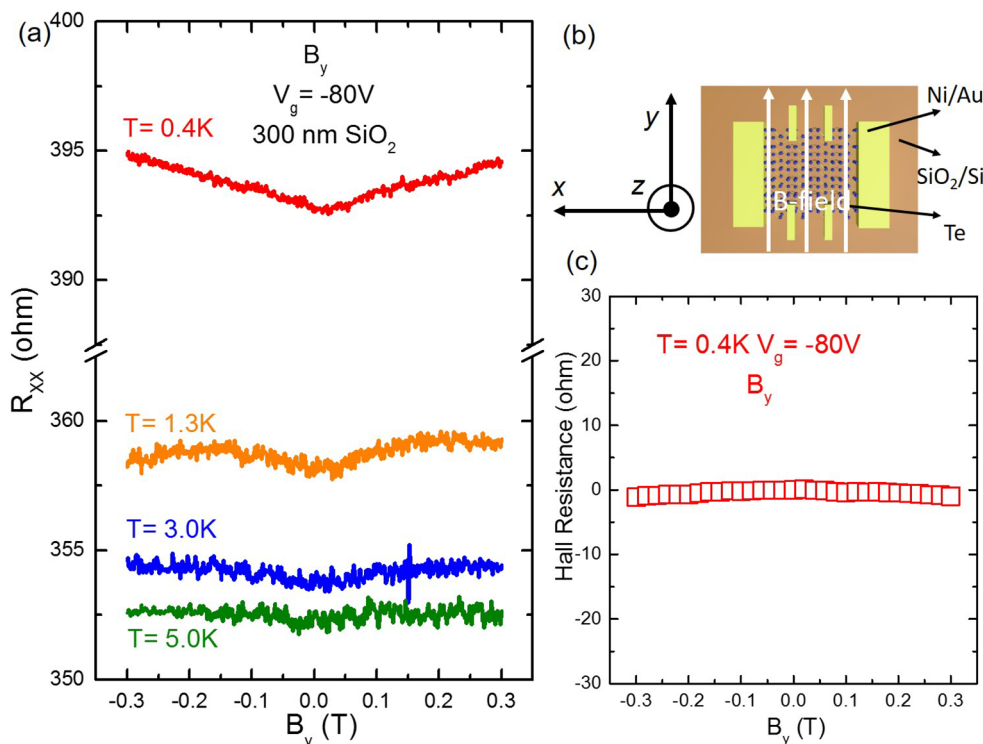 (a)
400
395
390
360
355
350
R_XX (ohm)
B_y
V_g= -80V
300 nm SiO_2
T= 0.4K
T= 1.3K
T= 3.0K
T= 5.0K
-0.3 -0.2 -0.1 0.0 0.1 0.2 0.3
B_y (T)
(b)
y
x
z
B-field
Ni/Au
SiO_2/Si
Te
(c)
30
20
10
0
-10
-20
-30
Hall Resistance (ohm)
T= 0.4K V_g= -80V
B_y
-0.3 -0.2 -0.1 0.0 0.1 0.2 0.3
B_y (T)